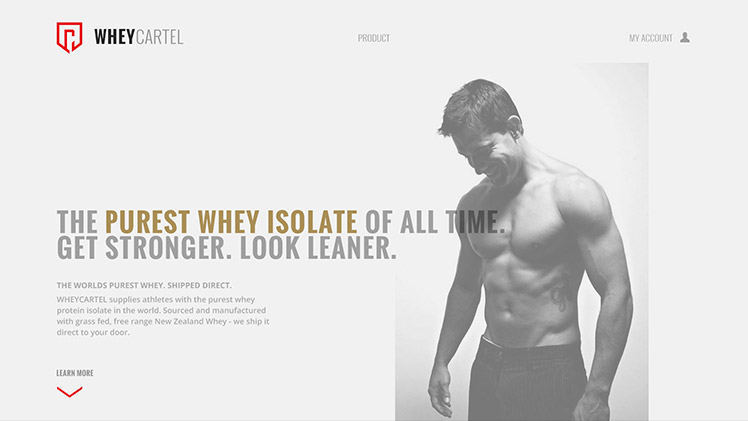 WHEYCARTEL
PRODUCT
MY ACCOUNT
THE PUREST WHEY ISOLATE OF ALL TIME.
GET STRONGER. LOOK LEANER.
THE WORLDS PUREST WHEY. SHIPPED DIRECT.
WHEYCARTEL supplies athletes with the purest whey
protein isolate in the world. Sourced and manufactured
with grass fed, free range New Zealand Whey - we ship it
direct to your door.
LEARN MORE